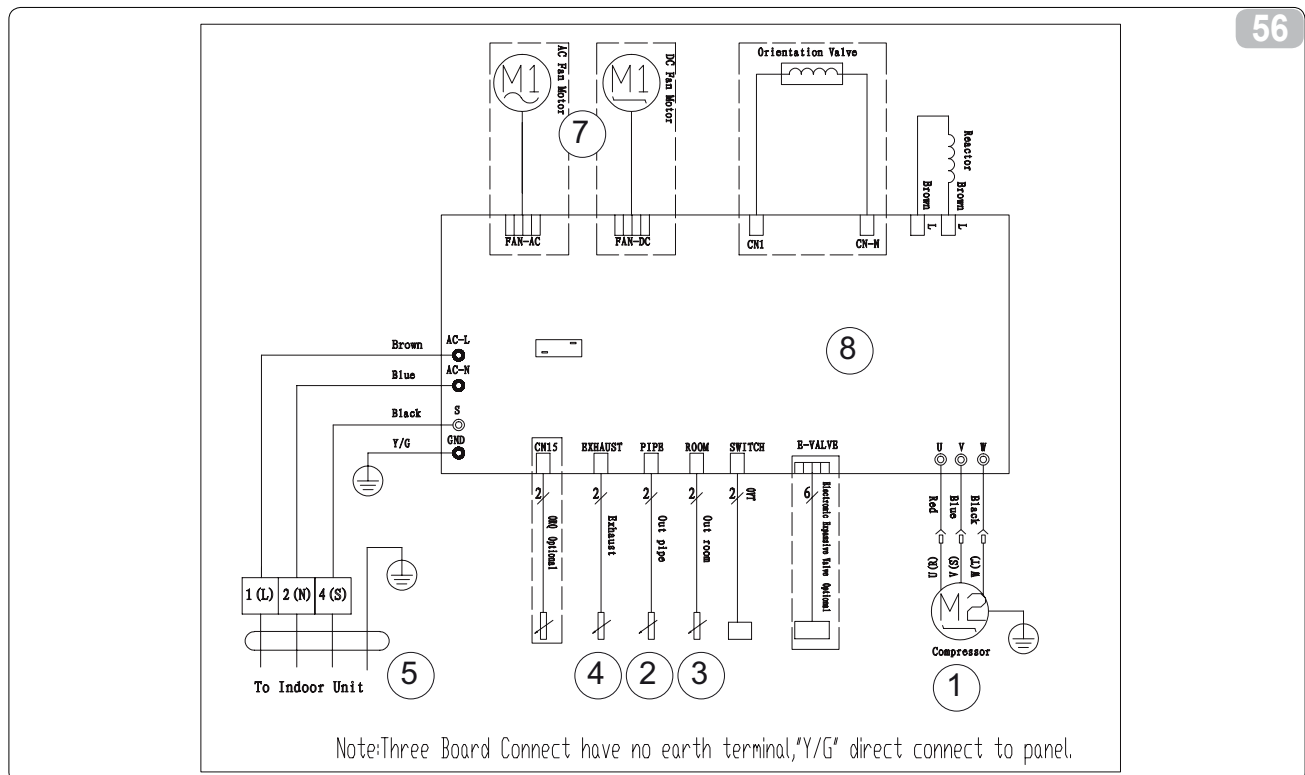 56
AC Fan Motor
M1
DC Fan Motor
M1
Orientation Valve
7
Reactor
Brown
Brown
FAN-AC
FAN-DC
CN1
CN-N
L
L
8
Brown
AC-L
Blue
AC-N
Black
S
Y/G
GND
CN15
EXHAUST
PIPE
ROOM
SWITCH
E-VALVE
U
V
W
2
2
2
2
2
OVT
6
Optional
Exhaust
Out pipe
Out room
Electronic Expansive Valve Optional
Red
Blue
Black
U(R)
V(S)
W(T)
1(L)
2(N)
4(S)
M2
Compressor
To Indoor Unit
5
4
2
3
1
Note:Three Board Connect have no earth terminal,"Y/G" direct connect to panel.